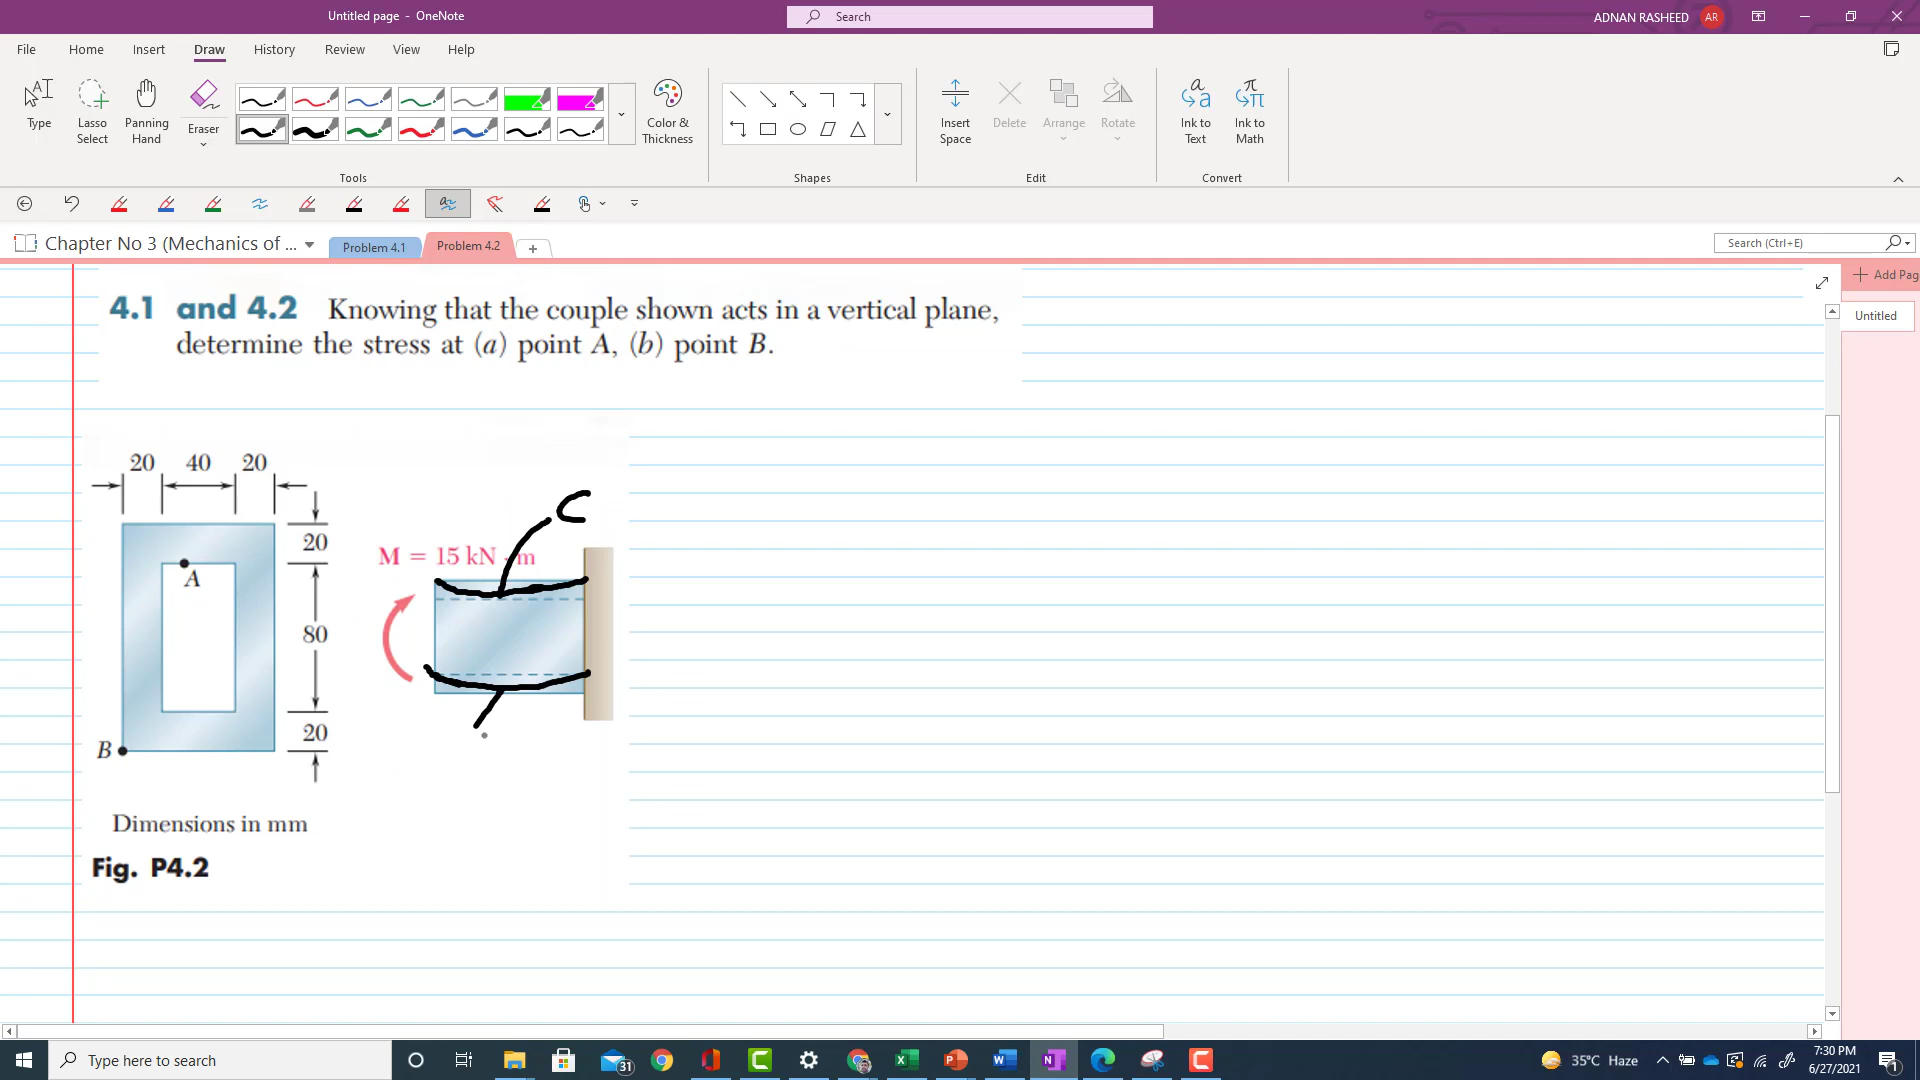 Untitled page - OneNote
Search
ADNAN RASHEED
AR
File Home Insert Draw History Review View Help
Type
Lasso Select
Panning Hand
Eraser
Color & Thickness
Insert Space
Delete
Arrange
Rotate
Ink to Text
Ink to Math
Tools
Shapes
Edit
Convert
Chapter No 3 (Mechanics of ...
Problem 4.1
Problem 4.2
Search (Ctrl+E)
Add Pag
Untitled
4.1 and 4.2 Knowing that the couple shown acts in a vertical plane,
determine the stress at (a) point A, (b) point B.
20 40 20
C
20
M = 15 kN · m
A
80
20
B
Dimensions in mm
Fig. P4.2
Type here to search
31
35°C Haze
7:30 PM
6/27/2021
1